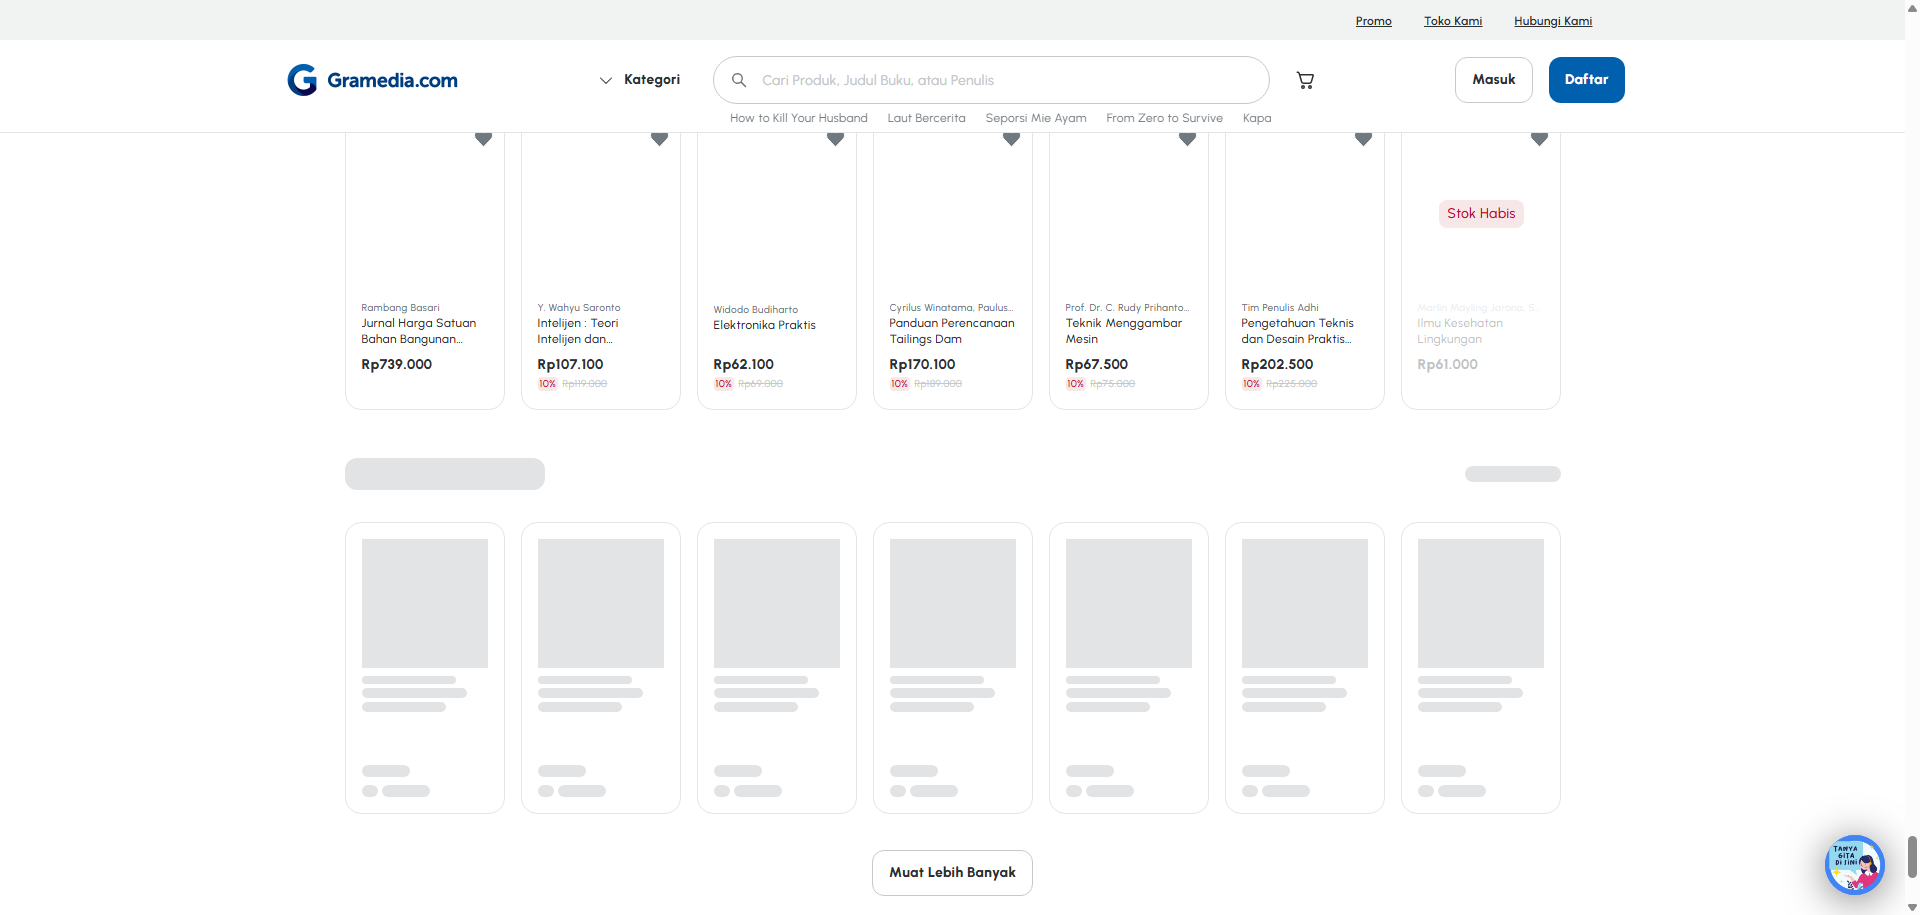 Promo Toko Kami Hubungi Kami
Gramedia.com Kategori Cari Produk, Judul Buku, atau Penulis Masuk Daftar
How to Kill Your Husband Laut Bercerita Seporsi Mie Ayam From Zero to Survive Kapa
Stok Habis
Rambang Basari
Jurnal Harga Satuan
Bahan Bangunan...
Rp739.000
Y. Wahyu Saronto
Intelijen : Teori
Intelijen dan...
Rp107.100
10% Rp119.000
Widodo Budiharto
Elektronika Praktis
Rp62.100
10% Rp69.000
Cyrilus Winatama, Paulus...
Panduan Perencanaan
Tailings Dam
Rp170.100
10% Rp189.000
Prof. Dr. C. Rudy Prihanto...
Teknik Menggambar
Mesin
Rp67.500
10% Rp75.000
Tim Penulis Adhi
Pengetahuan Teknis
dan Desain Praktis...
Rp202.500
10% Rp225.000
Marlin Mayling Jarona, S...
Ilmu Kesehatan
Lingkungan
Rp61.000
Muat Lebih Banyak
TANYA
GITA
DI SINI